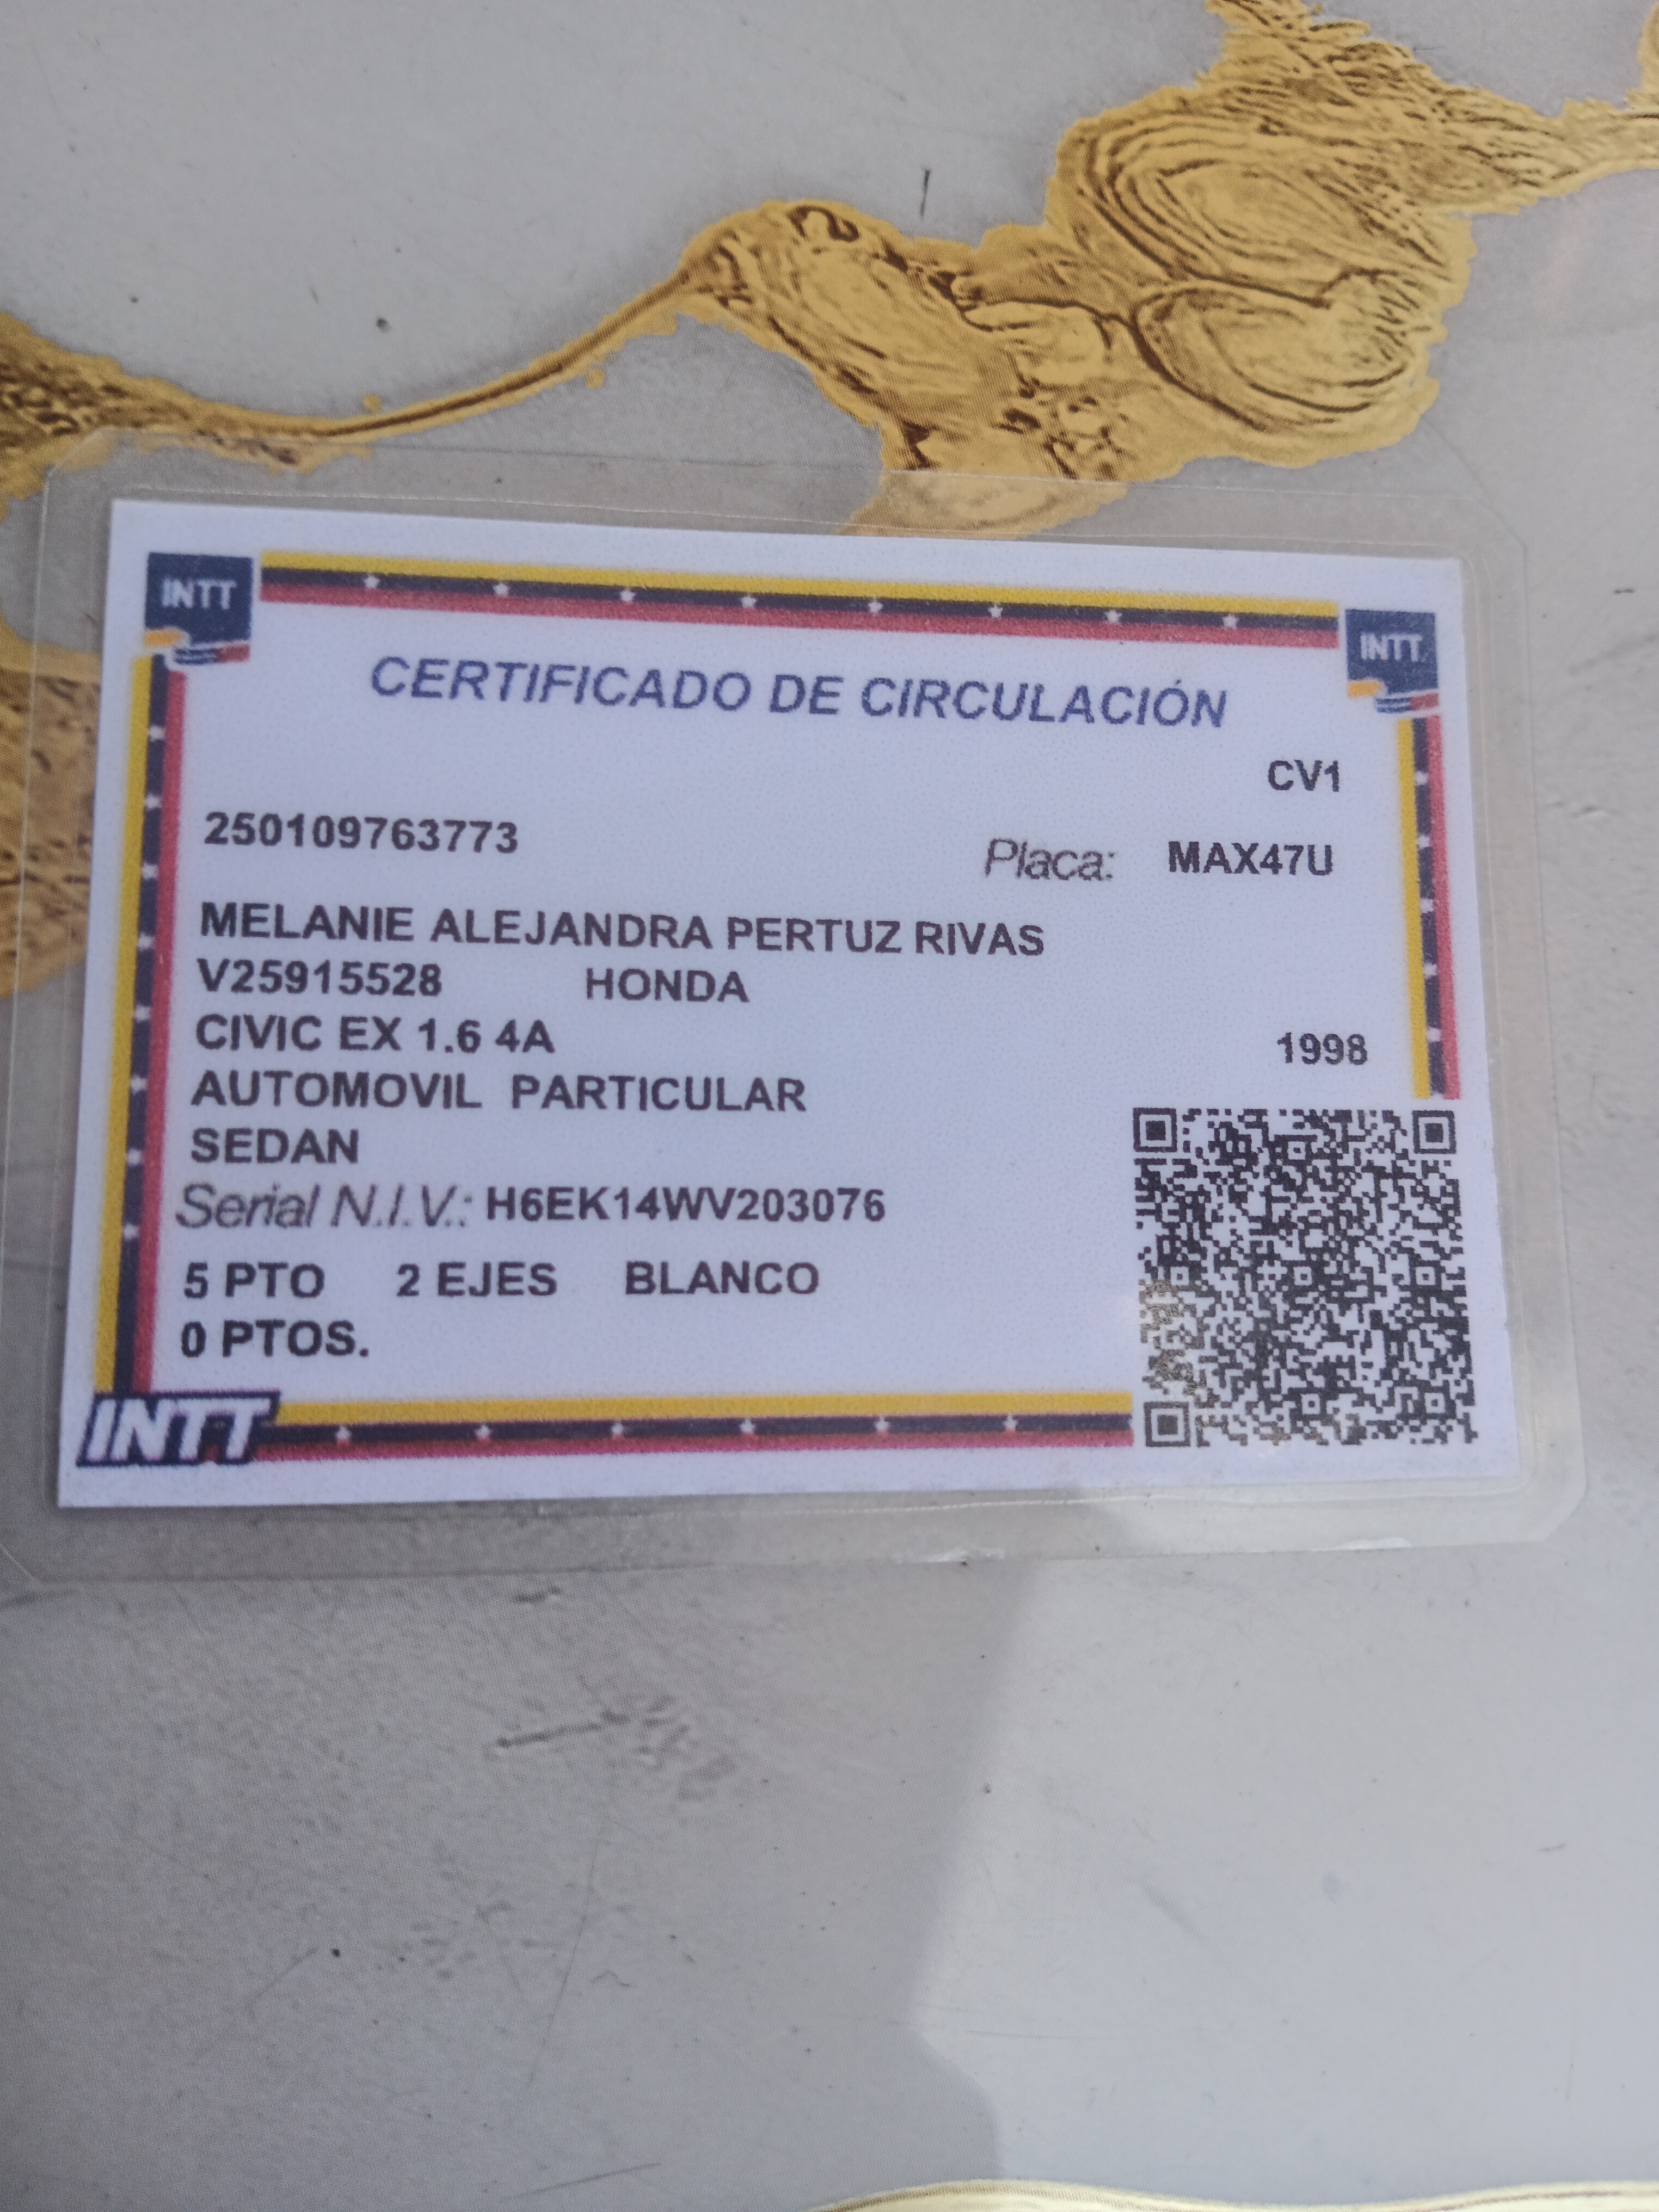 INTT
INTT
CERTIFICADO DE CIRCULACIÓN
CV1
250109763773 Placa: MAX47U
MELANIE ALEJANDRA PERTUZ RIVAS
V25915528 HONDA
CIVIC EX 1.6 4A 1998
AUTOMOVIL PARTICULAR
SEDAN
Serial N.I.V.: H6EK14WV203076
5 PTO 2 EJES BLANCO
0 PTOS.
INTT